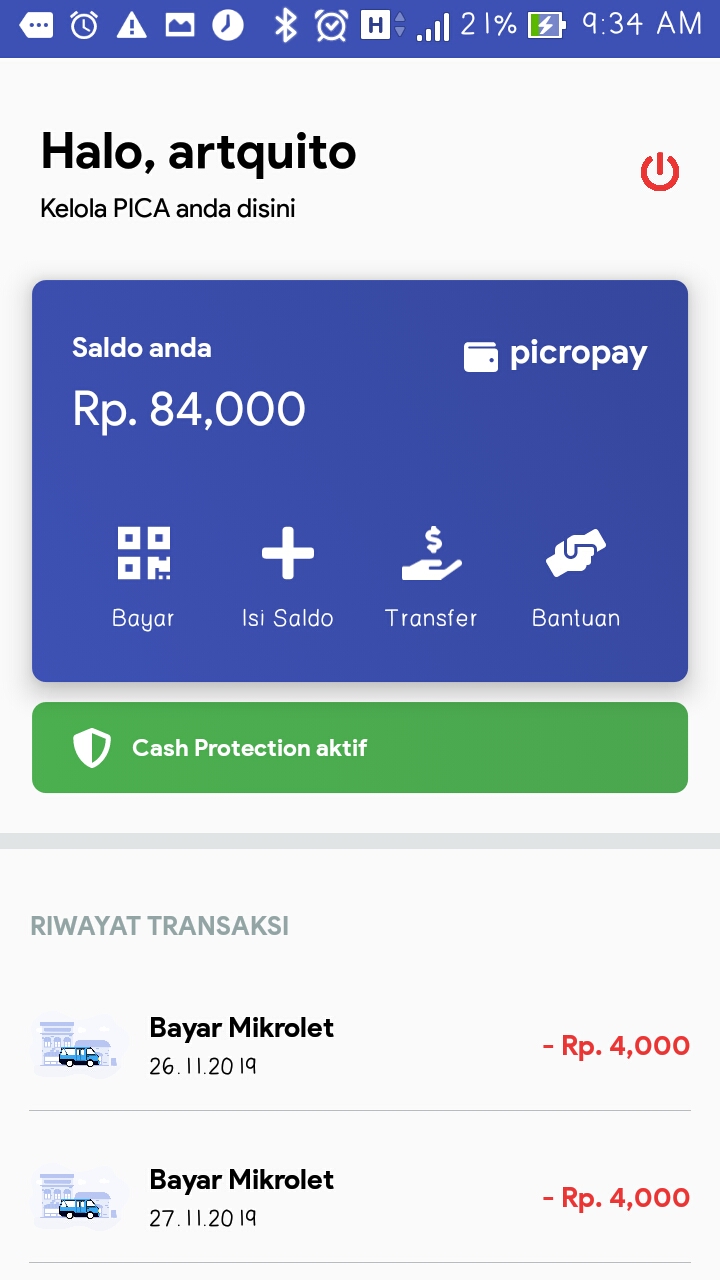 H 21% 9:34 AM
Halo, artquito
Kelola PICA anda disini
Saldo anda
picropay
Rp. 84,000
Bayar Isi Saldo Transfer Bantuan
Cash Protection aktif
RIWAYAT TRANSAKSI
Bayar Mikrolet
- Rp. 4,000
26.11.2019
Bayar Mikrolet
- Rp. 4,000
27.11.2019